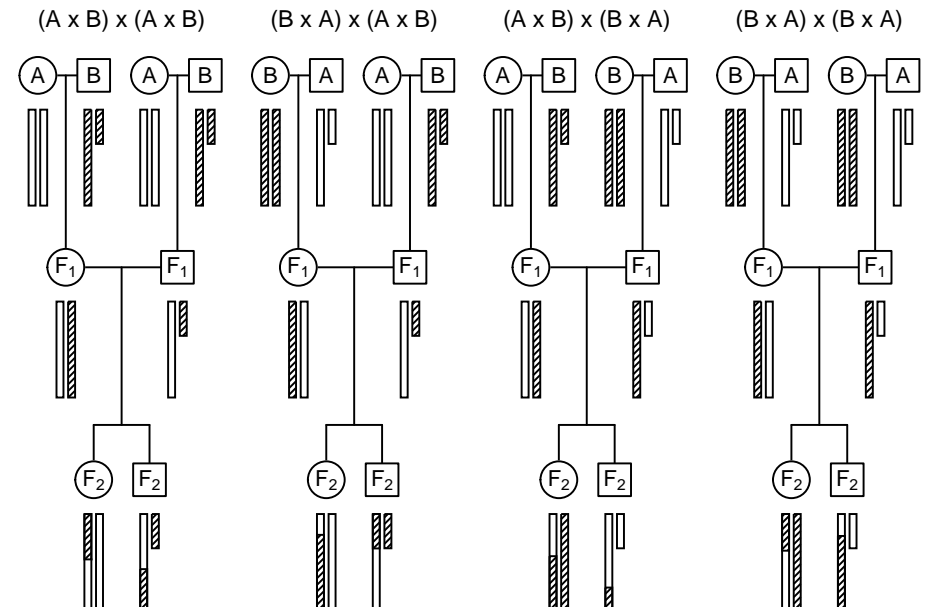 (A x B) x (A x B) (B x A) x (A x B) (A x B) x (B x A) (B x A) x (B x A)
A B A B B A A B A B B A B A B A
F1 F1 F1 F1 F1 F1 F1 F1
F2 F2 F2 F2 F2 F2 F2 F2